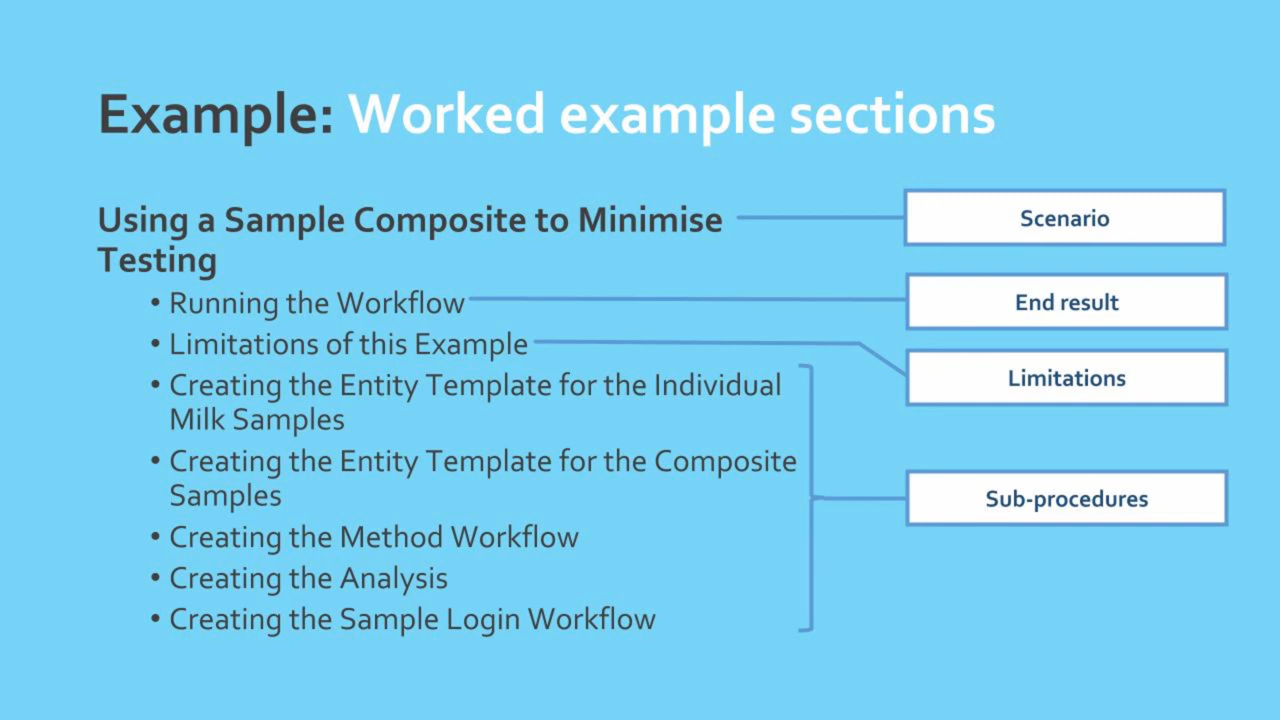 Example: Worked example sections
Using a Sample Composite to Minimise
Testing
• Running the Workflow
• Limitations of this Example
• Creating the Entity Template for the Individual
Milk Samples
• Creating the Entity Template for the Composite
Samples
• Creating the Method Workflow
• Creating the Analysis
• Creating the Sample Login Workflow
Scenario
End result
Limitations
Sub-procedures